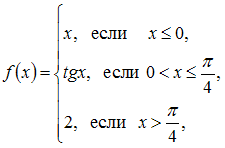 x, если x ≤ 0,
f(x) = tgx, если 0 < x ≤ π/4,
2, если x > π/4,